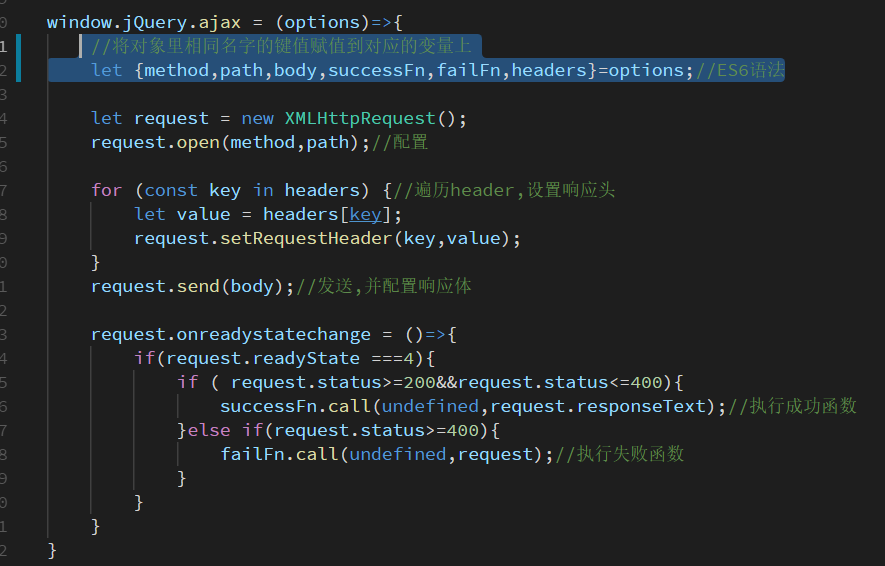 0 window.jQuery.ajax = (options)=>{
1 //将对象里相同名字的键值赋值到对应的变量上
2 let {method,path,body,successFn,failFn,headers}=options;//ES6语法
3
4 let request = new XMLHttpRequest();
5 request.open(method,path);//配置
6
7 for (const key in headers) {//遍历header,设置响应头
8 let value = headers[key];
9 request.setRequestHeader(key,value);
0 }
1 request.send(body);//发送,并配置响应体
2
3 request.onreadystatechange = ()=>{
4 if(request.readyState ===4){
5 if ( request.status>=200&&request.status<=400){
6 successFn.call(undefined,request.responseText);//执行成功函数
7 }else if(request.status>=400){
8 failFn.call(undefined,request);//执行失败函数
9 }
0 }
1 }
2 }